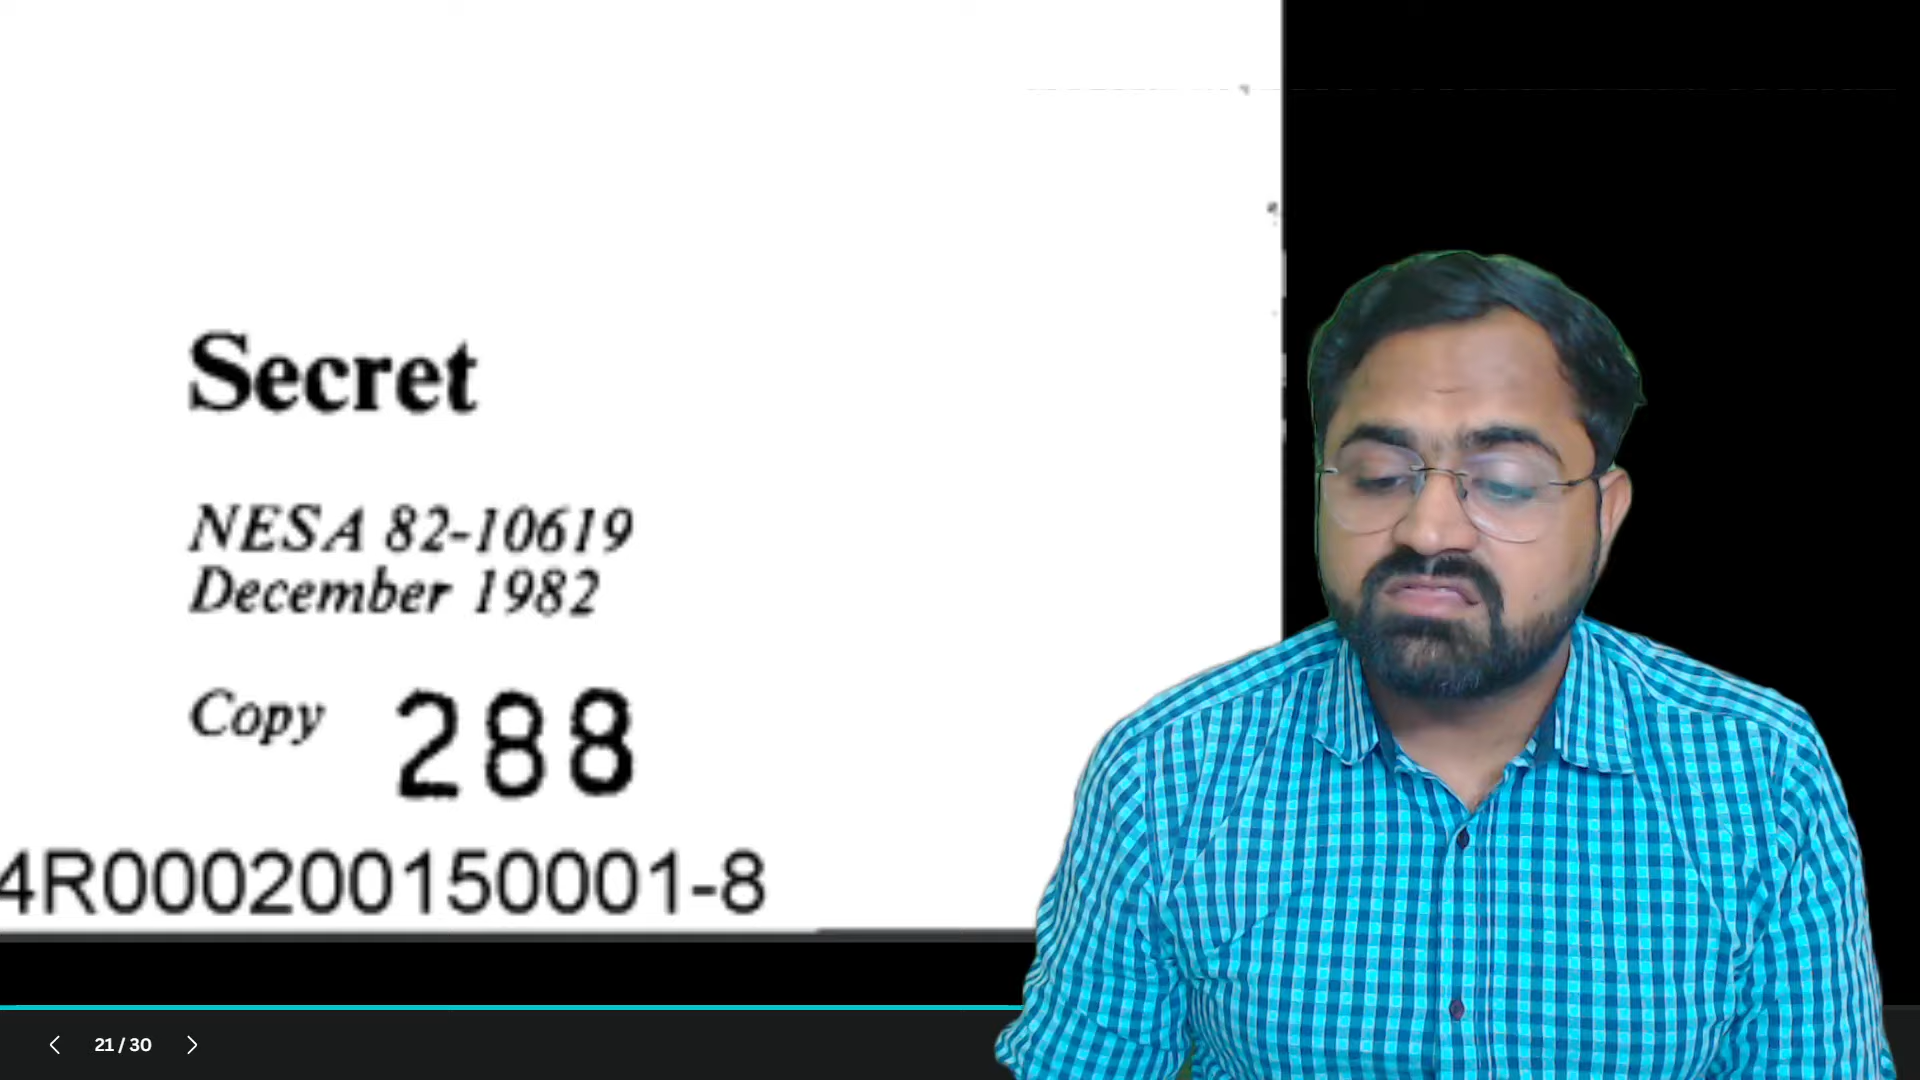 Secret
NESA 82-10619
December 1982
Copy 288
4R000200150001-8
21 / 30